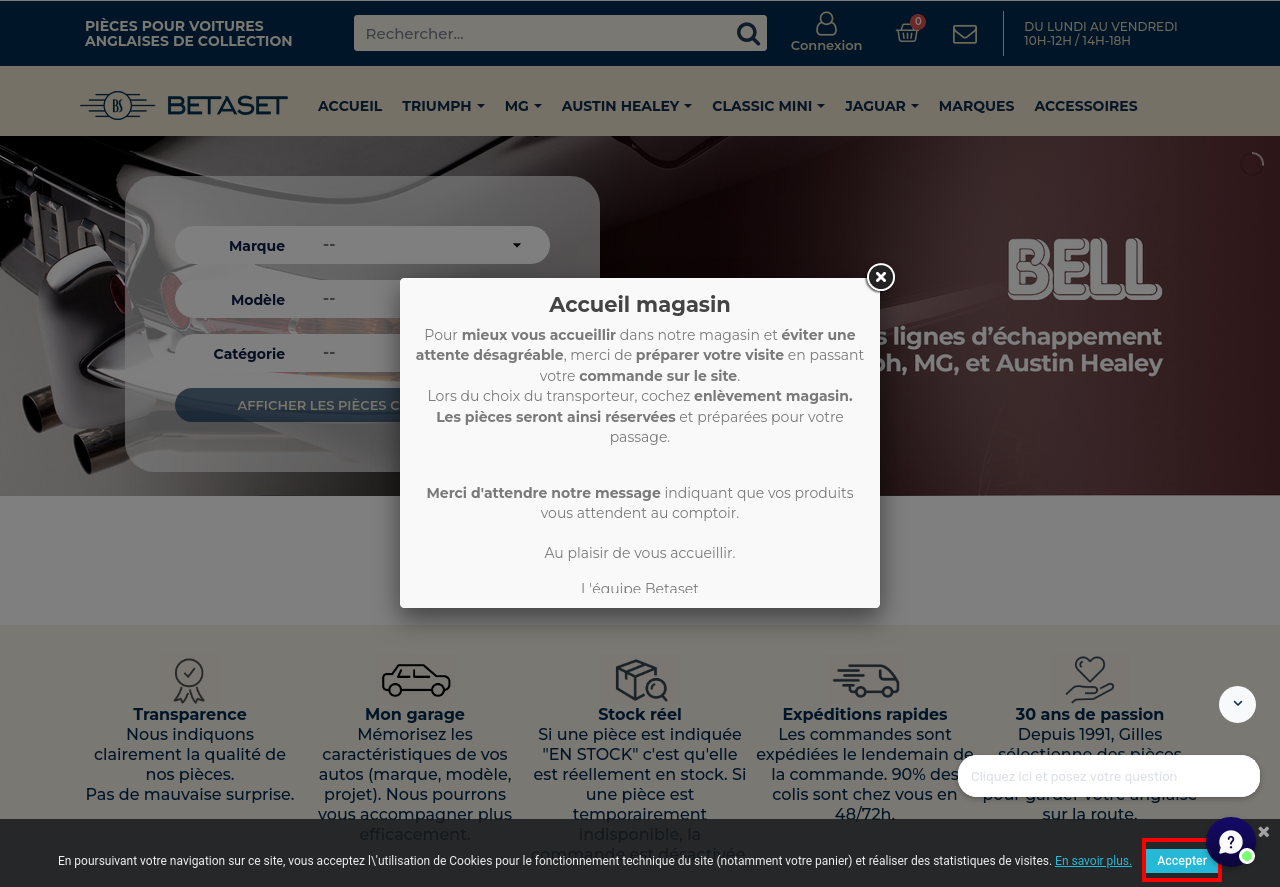 PIÈCES POUR VOITURES
ANGLAISES DE COLLECTION
Rechercher...
Connexion
0
DU LUNDI AU VENDREDI
10H-12H / 14H-18H
BS BETASET
ACCUEIL TRIUMPH MG AUSTIN HEALEY CLASSIC MINI JAGUAR MARQUES ACCESSOIRES
Marque --
Modèle --
Catégorie --
AFFICHER LES PIÈCES C
BELL
s lignes d'échappement
ph, MG, et Austin Healey
Accueil magasin
Pour mieux vous accueillir dans notre magasin et éviter une
attente désagréable, merci de préparer votre visite en passant
votre commande sur le site.
Lors du choix du transporteur, cochez enlèvement magasin.
Les pièces seront ainsi réservées et préparées pour votre
passage.
Merci d'attendre notre message indiquant que vos produits
vous attendent au comptoir.
Au plaisir de vous accueillir.
L'équipe Betaset
Transparence
Nous indiquons
clairement la qualité de
nos pièces.
Pas de mauvaise surprise.
Mon garage
Mémorisez les
caractéristiques de vos
autos (marque, modèle,
projet). Nous pourrons
vous accompagner plus
efficacement.
Stock réel
Si une pièce est indiquée
"EN STOCK" c'est qu'elle
est réellement en stock. Si
une pièce est
temporairement
indisponible, la
commande est désactivée
Expéditions rapides
Les commandes sont
expédiées le lendemain de
la commande. 90% des
colis sont chez vous en
48/72h.
30 ans de passion
Depuis 1991, Gilles
sélectionne des pièces
pour garder votre anglaise
sur la route.
Cliquez ici et posez votre question
En poursuivant votre navigation sur ce site, vous acceptez l\'utilisation de Cookies pour le fonctionnement technique du site (notamment votre panier) et réaliser des statistiques de visites. En savoir plus. Accepter